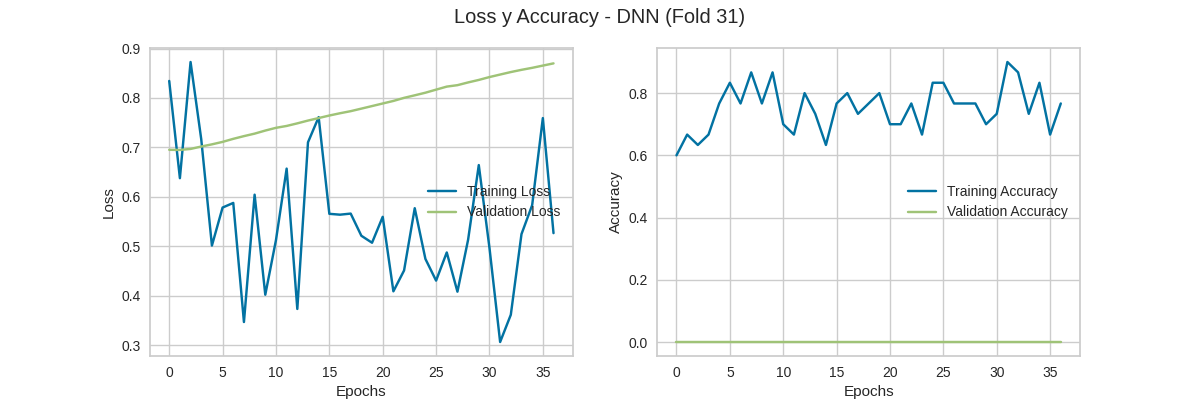 Loss y Accuracy - DNN (Fold 31)
0.9
0.8
0.7
0.6
0.5
0.4
0.3
Loss
Training Loss
Validation Loss
0 5 10 15 20 25 30 35
Epochs
0.8
0.6
0.4
0.2
0.0
Accuracy
Training Accuracy
Validation Accuracy
0 5 10 15 20 25 30 35
Epochs